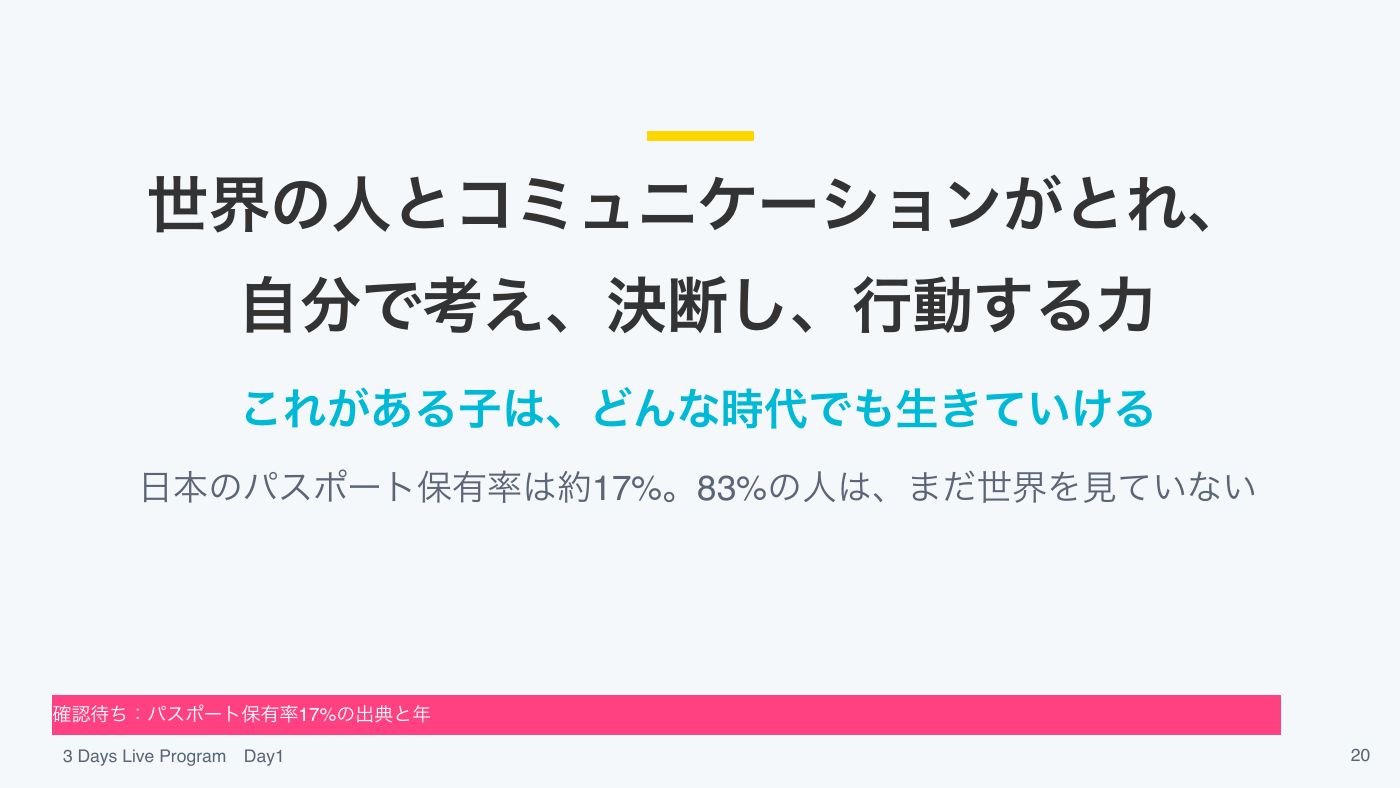 世界の人とコミュニケーションがとれ、
自分で考え、決断し、行動する力
これがある子は、どんな時代でも生きていける
日本のパスポート保有率は約17%。83%の人は、まだ世界を見ていない
確認待ち：パスポート保有率17%の出典と年
3 Days Live Program　Day1
20